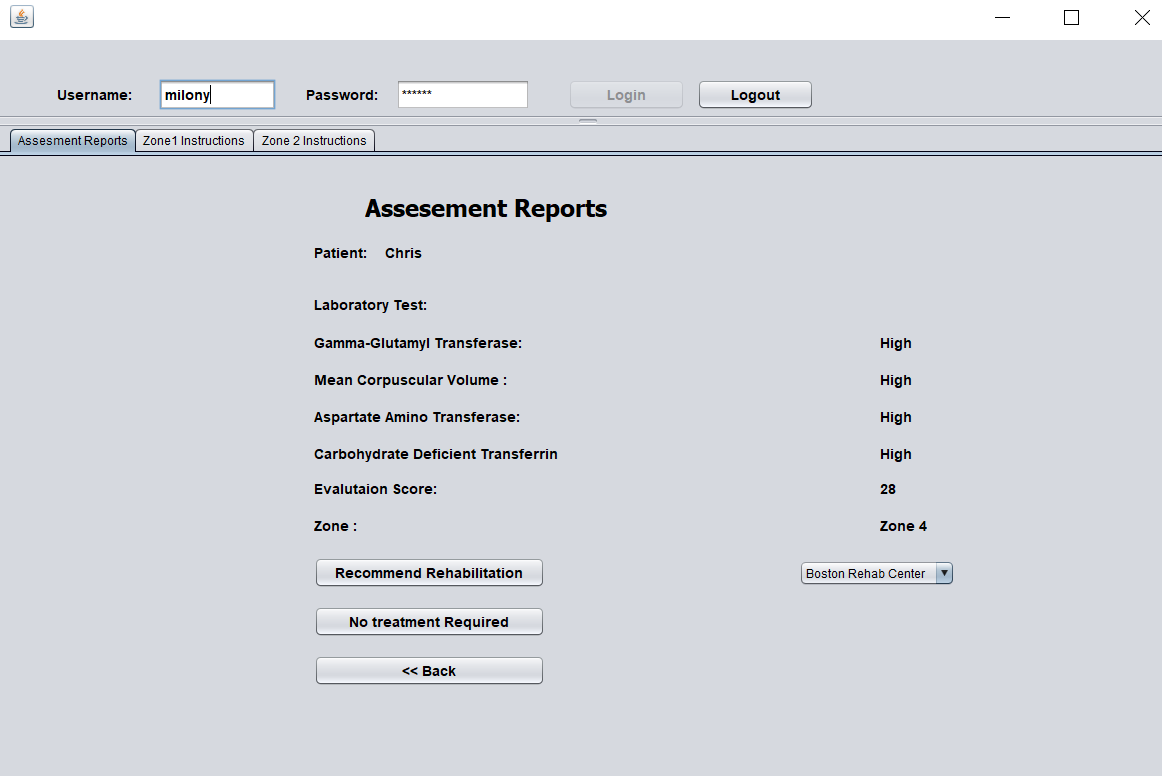 Username: milony Password: ****** Login Logout
Assesment Reports Zone1 Instructions Zone 2 Instructions
Assesement Reports
Patient: Chris
Laboratory Test:
Gamma-Glutamyl Transferase: High
Mean Corpuscular Volume : High
Aspartate Amino Transferase: High
Carbohydrate Deficient Transferrin High
Evalutaion Score: 28
Zone : Zone 4
Recommend Rehabilitation Boston Rehab Center
No treatment Required
<< Back